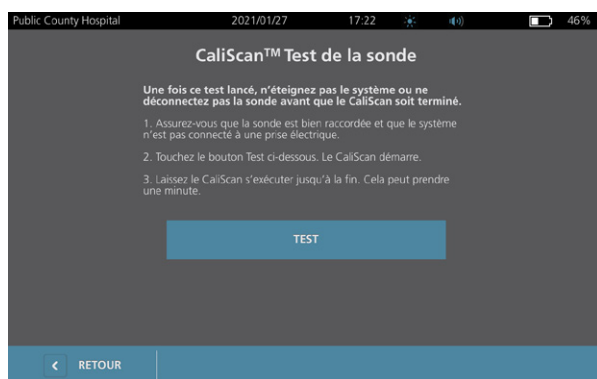 Public County Hospital 2021/01/27 17:22 46%
CaliScan™ Test de la sonde
Une fois ce test lancé, n'éteignez pas le système ou ne
déconnectez pas la sonde avant que le CaliScan soit terminé.
1. Assurez-vous que la sonde est bien raccordée et que le système
n'est pas connecté à une prise électrique.
2. Touchez le bouton Test ci-dessous. Le CaliScan démarre.
3. Laissez le CaliScan s'exécuter jusqu'à la fin. Cela peut prendre
une minute.
TEST
RETOUR